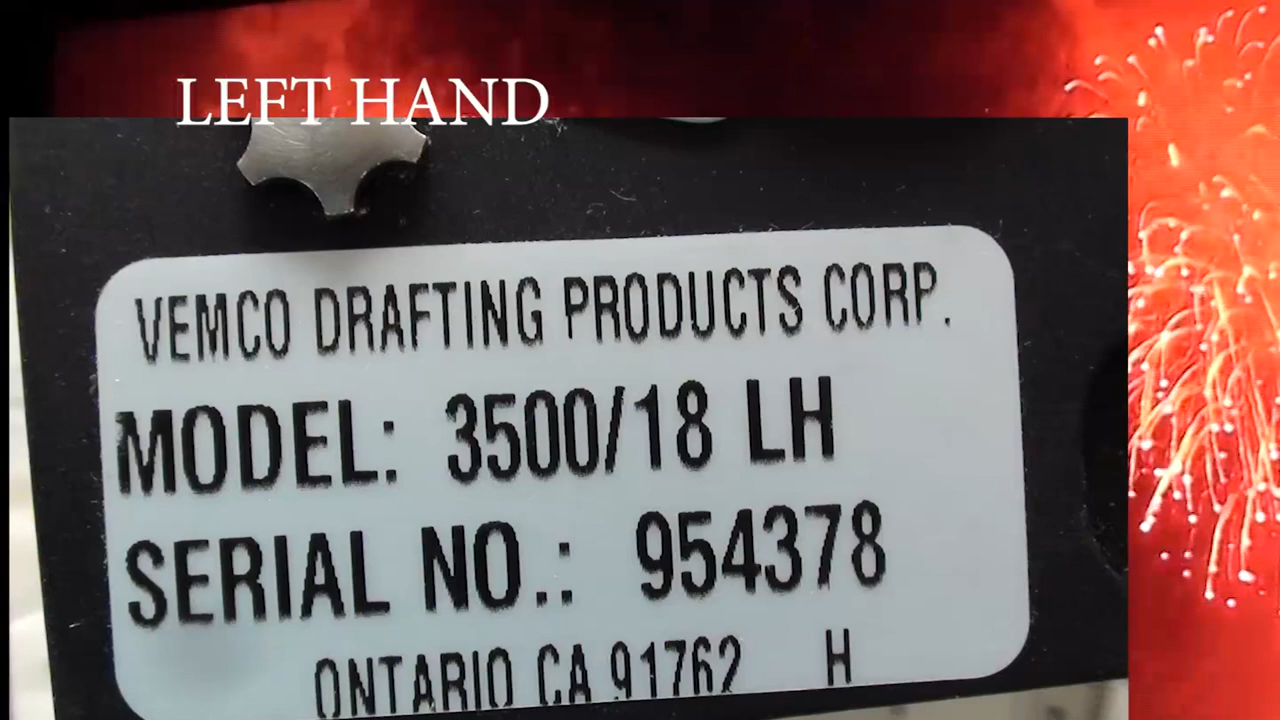 LEFT HAND
VEMCO DRAFTING PRODUCTS CORP.
MODEL: 3500/18 LH
SERIAL NO.: 954378
ONTARIO CA 91762 H